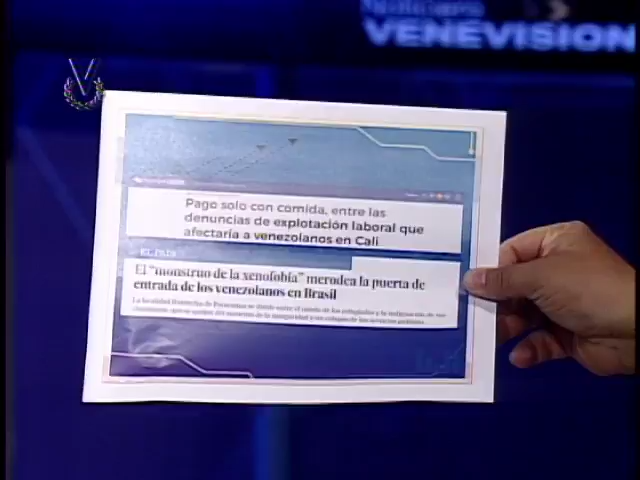 Noticiero
VENEVISION
Pago solo con comida, entre las
denuncias de explotación laboral que
afectaría a venezolanos en Cali
EL PAÍS
El "monstruo de la xenofobia" merodea la puerta de
entrada de los venezolanos en Brasil